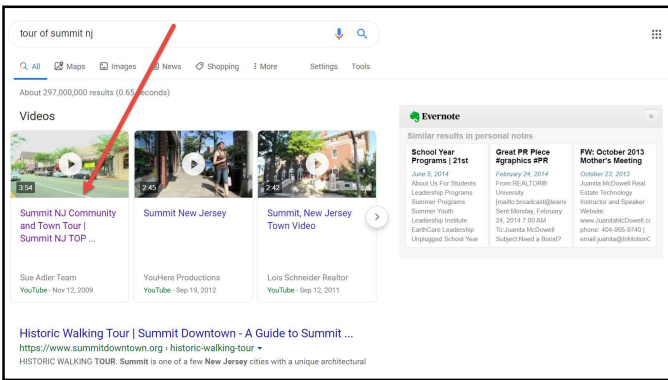 tour of summit nj
All Maps Images News Shopping More Settings Tools
About 297,000,000 results (0.65 seconds)
Videos
3:54
2:45
2:42
Summit NJ Community
and Town Tour |
Summit NJ TOP ...
Sue Adler Team
YouTube - Nov 12, 2009
Summit New Jersey
YouHere Productions
YouTube - Sep 19, 2012
Summit, New Jersey
Town Video
Lois Schneider Realtor
YouTube - Sep 12, 2011
Historic Walking Tour | Summit Downtown - A Guide to Summit ...
https://www.summitdowntown.org › historic-walking-tour
HISTORIC WALKING TOUR. Summit is one of a few New Jersey cities with a unique architectural
Evernote
Similar results in personal notes
School Year
Programs | 21st
June 5, 2014
About Us For Students
Leadership Programs
Summer Programs
Summer Youth
Leadership Institute
EarthCare Leadership
Unplugged School Year
Great PR Piece
#graphics #PR
February 24, 2014
From:REALTOR®
University
[mailto:broadcast@learni
Sent:Monday, February
24, 2014 7:00 AM
To:Juanita McDowell
Subject:Need a Boost?
FW: October 2013
Mother's Meeting
October 23, 2013
Juanita McDowell Real
Estate Technology
Instructor and Speaker
Website:
www.JuanitaMcDowell.co
phone: 404-955-9740 |
email:juanita@InMotionC